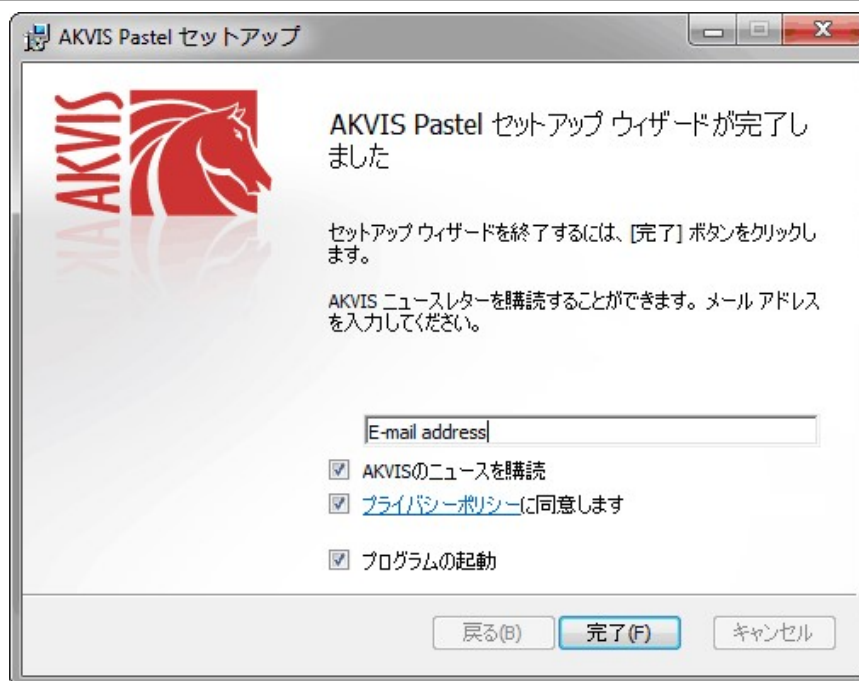 AKVIS Pastel セットアップ
AKVIS
AKVIS Pastel セットアップ ウィザードが完了し
ました
セットアップ ウィザードを終了するには、[完了] ボタンをクリックし
ます。
AKVIS ニュースレターを購読することができます。メール アドレス
を入力してください。
E-mail address
AKVISのニュースを購読
プライバシーポリシーに同意します
プログラムの起動
戻る(B)
完了(F)
キャンセル